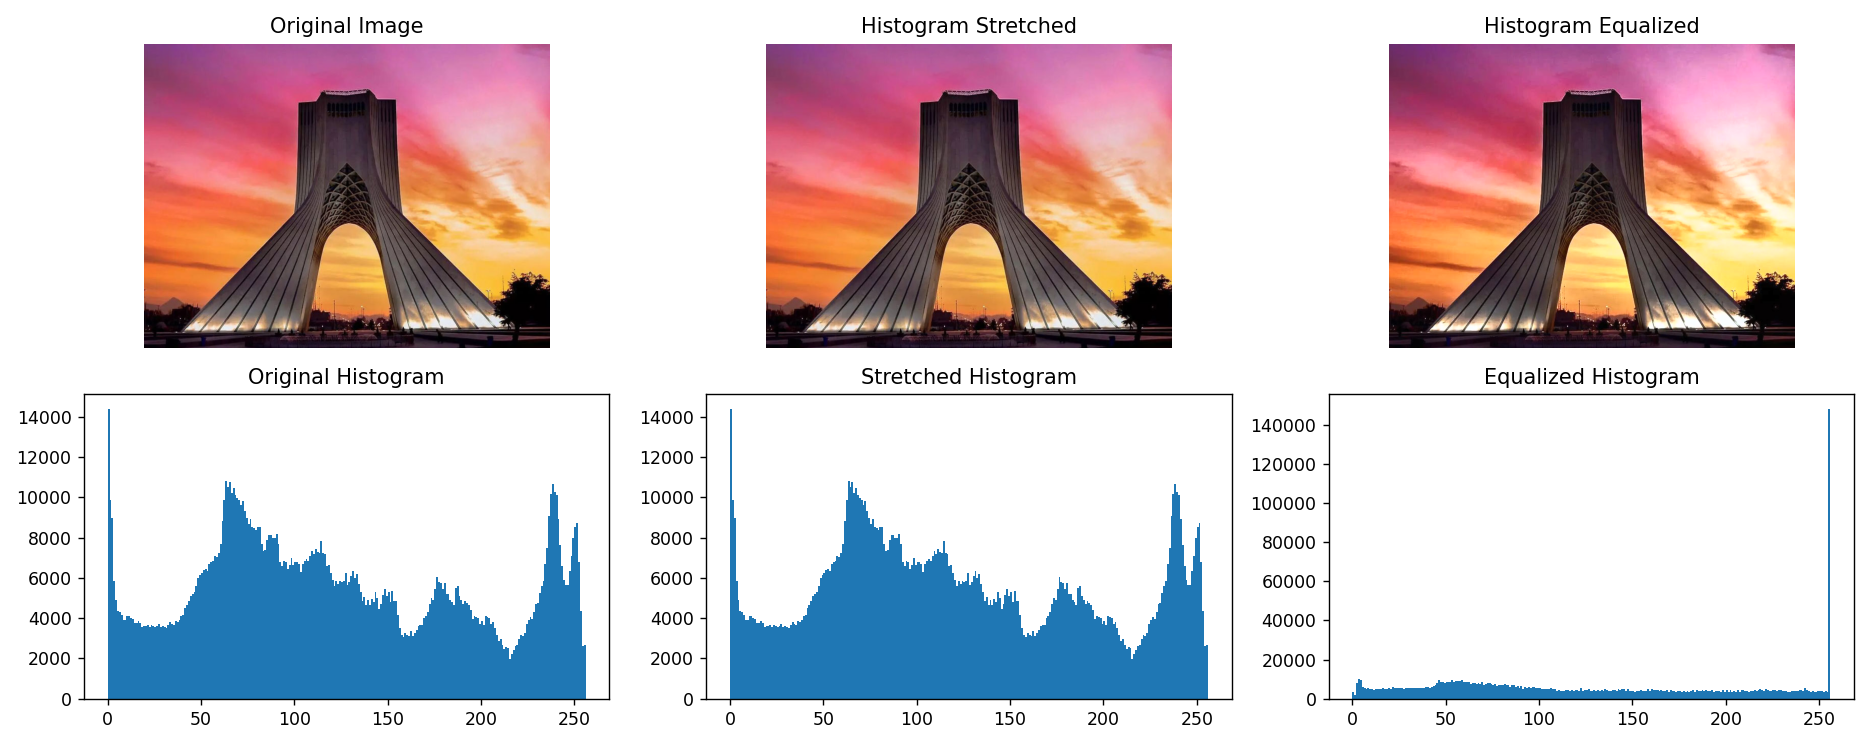 Original Image
Histogram Stretched
Histogram Equalized
Original Histogram
14000
12000
10000
8000
6000
4000
2000
0
0 50 100 150 200 250
Stretched Histogram
14000
12000
10000
8000
6000
4000
2000
0
0 50 100 150 200 250
Equalized Histogram
140000
120000
100000
80000
60000
40000
20000
0
0 50 100 150 200 250